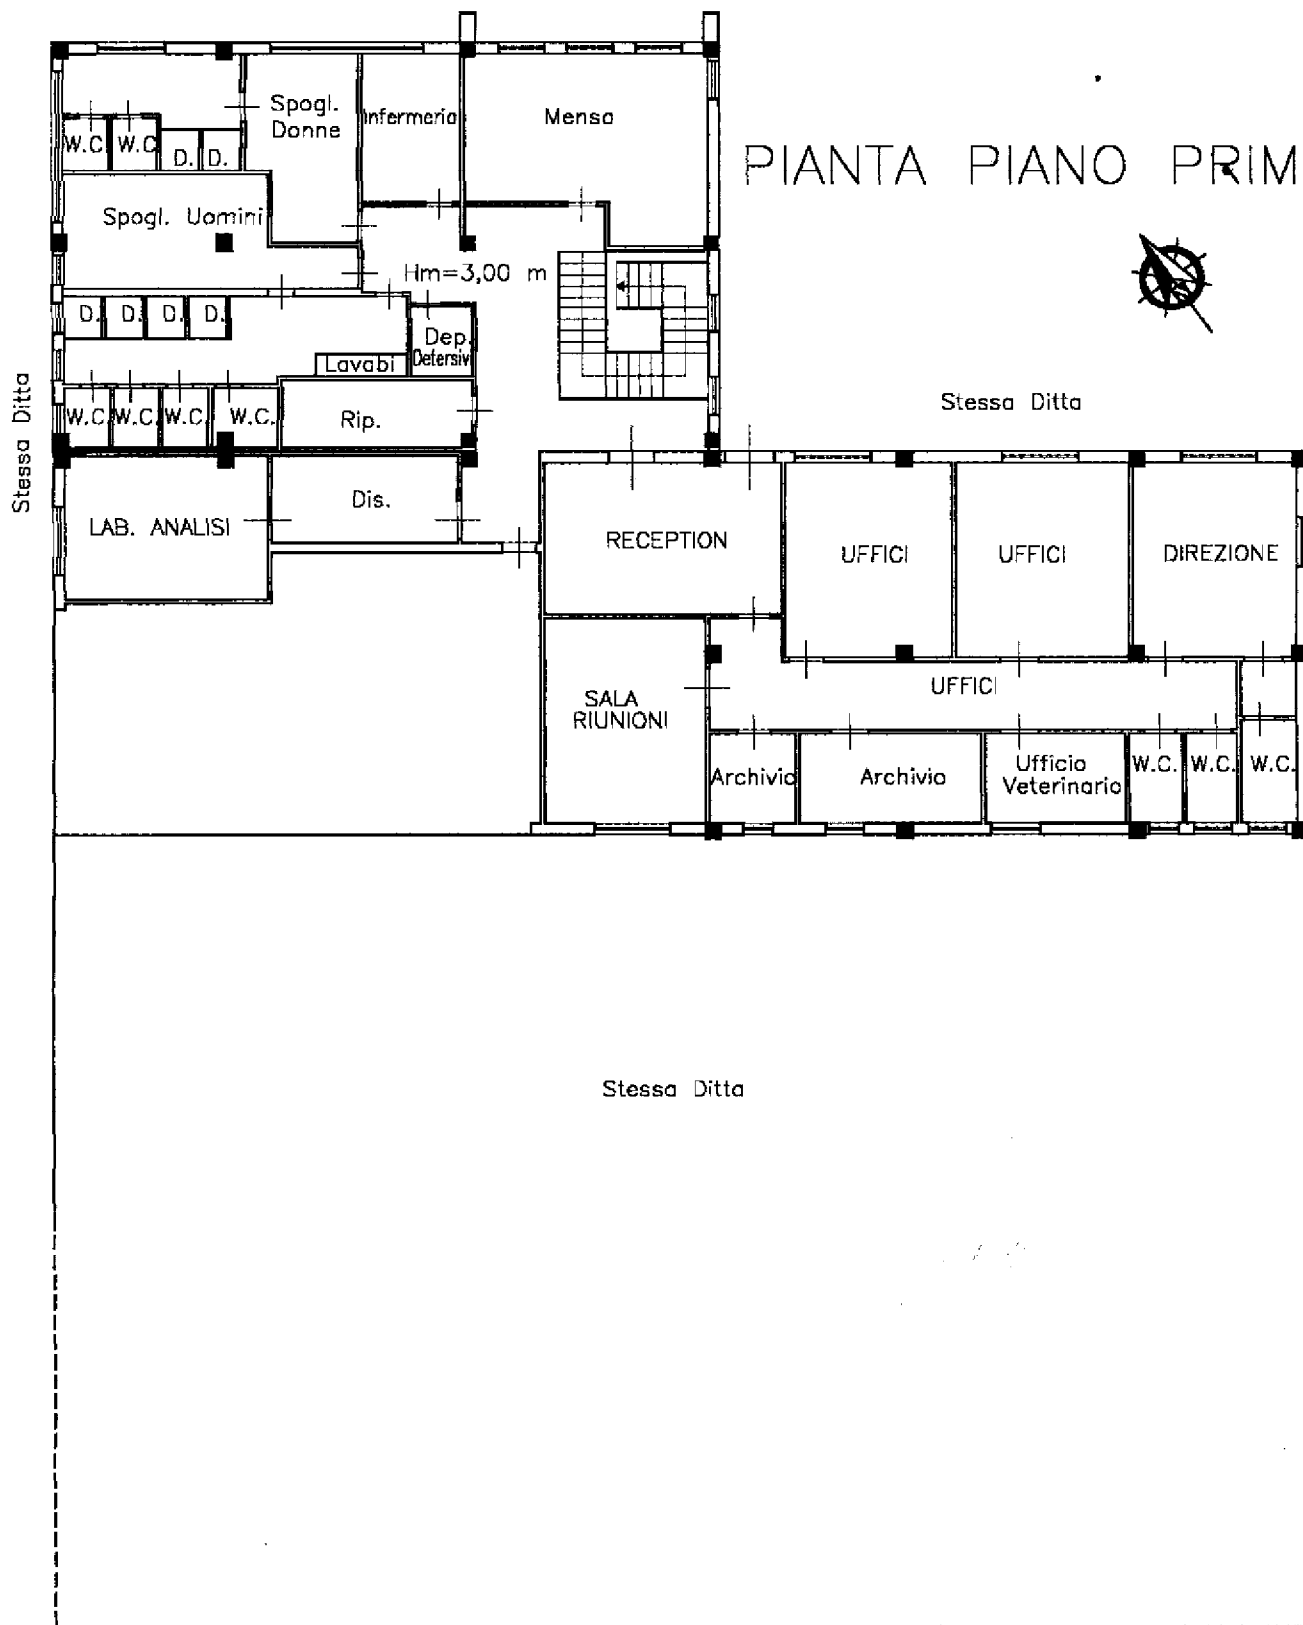 Spogl.
Donne
Infermeria
Mensa
W.C
W.C
D.
D.
PIANTA PIANO PRIM
Spogl. Uomini
Hm=3,00 m
D.
D.
D.
D.
Dep.
Detersivi
Lavabi
Stessa Ditta
W.C.
W.C.
W.C.
W.C.
Rip.
Stessa Ditta
LAB. ANALISI
Dis.
RECEPTION
UFFICI
UFFICI
DIREZIONE
SALA
RIUNIONI
UFFICI
Archivio
Archivio
Ufficio
Veterinario
W.C.
W.C.
W.C.
Stessa Ditta